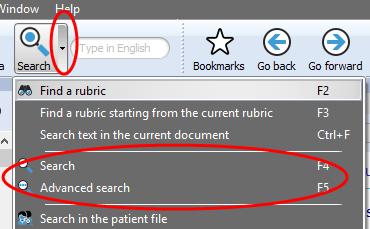 Window Help
Search Type in English Bookmarks Go back Go forward
Find a rubric F2
Find a rubric starting from the current rubric F3
Search text in the current document Ctrl+F
Search F4
Advanced search F5
Search in the patient file